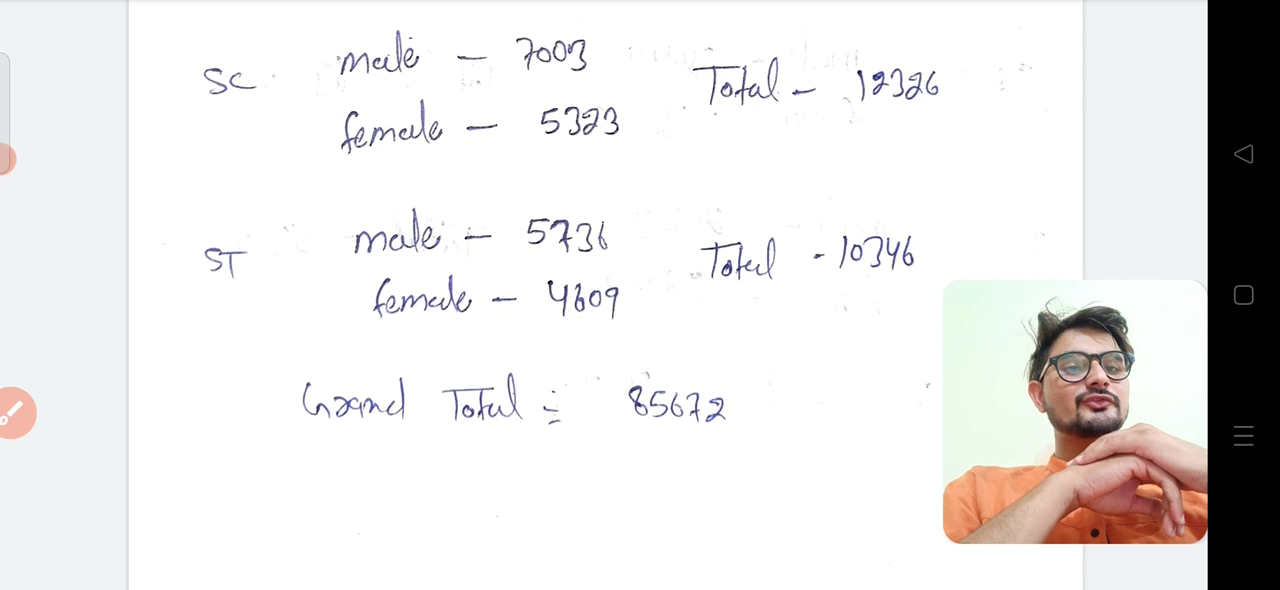 male - 7003
SC
Total - 12326
female - 5323
male - 5736
ST
Total - 10346
female - 4609
Grand Total = 85672